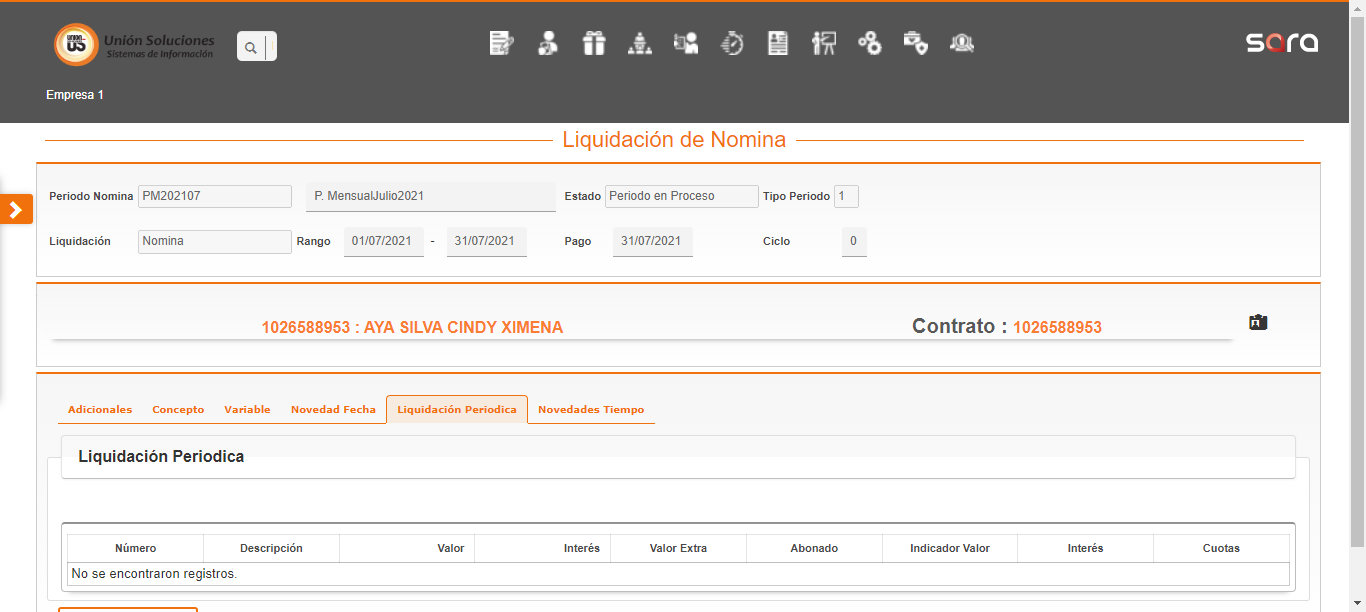 UNION
US
Unión Soluciones
Sistemas de Información
sara
Empresa 1
Liquidación de Nomina
Periodo Nomina PM202107 P. MensualJulio2021 Estado Periodo en Proceso Tipo Periodo 1
Liquidación Nomina Rango 01/07/2021 - 31/07/2021 Pago 31/07/2021 Ciclo 0
1026588953 : AYA SILVA CINDY XIMENA Contrato : 1026588953
Adicionales Concepto Variable Novedad Fecha Liquidación Periodica Novedades Tiempo
Liquidación Periodica
Número Descripción Valor Interés Valor Extra Abonado Indicador Valor Interés Cuotas
No se encontraron registros.